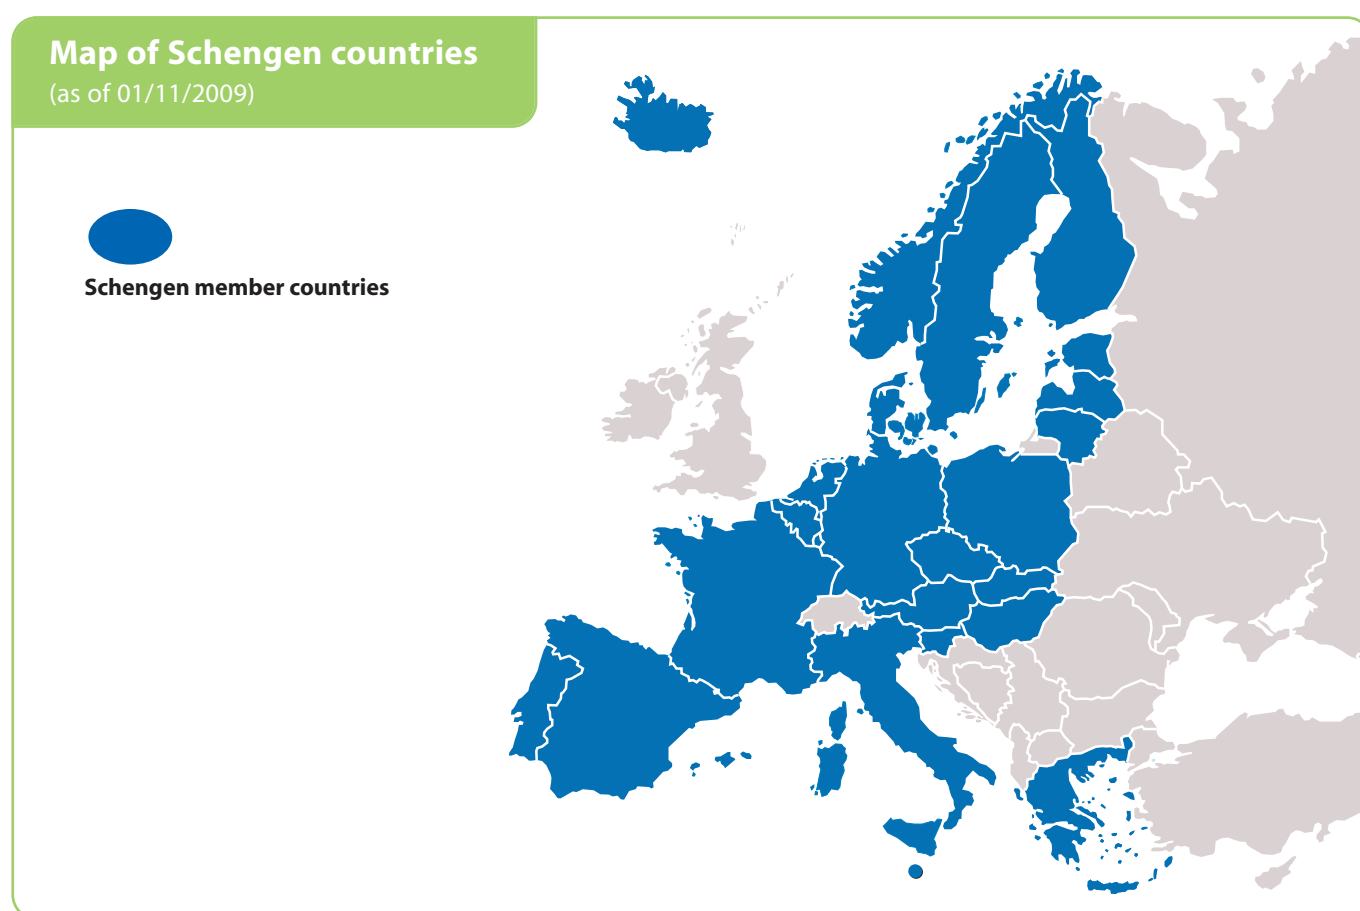 Map of Schengen countries
(as of 01/11/2009)
Schengen member countries